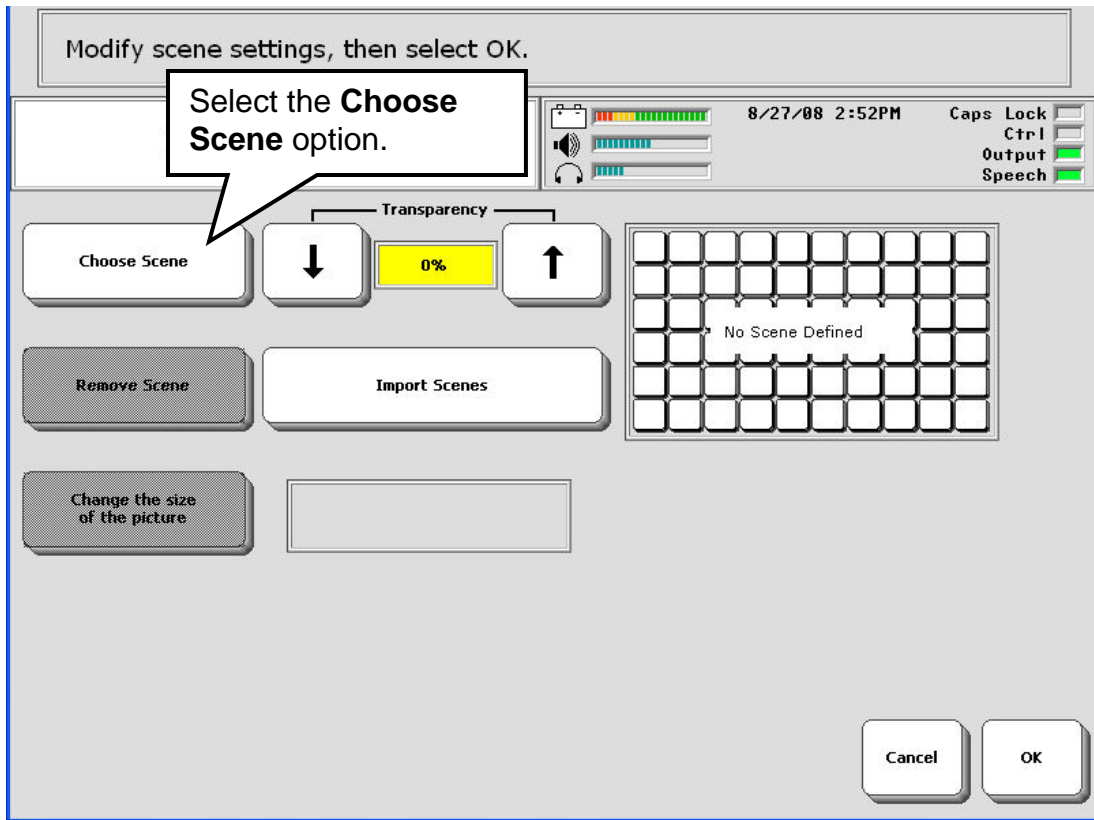 Modify scene settings, then select OK.
Select the Choose
Scene option.
8/27/08 2:52PM
Caps Lock
Ctrl
Output
Speech
Transparency
Choose Scene
0%
No Scene Defined
Remove Scene
Import Scenes
Change the size
of the picture
Cancel
OK